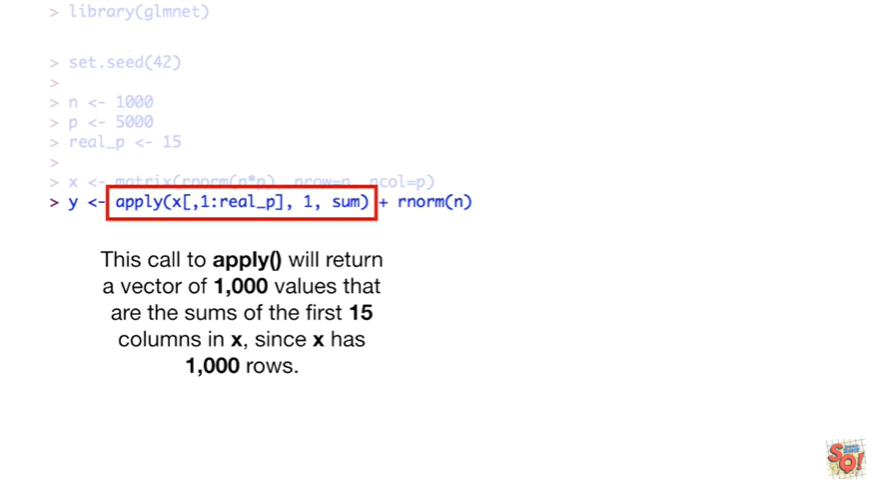 > library(glmnet)
> set.seed(42)
>
> n <- 1000
> p <- 5000
> real_p <- 15
>
> x <- matrix(rnorm(n*p), nrow=n, ncol=p)
> y <- apply(x[,1:real_p], 1, sum) + rnorm(n)
This call to apply() will return
a vector of 1,000 values that
are the sums of the first 15
columns in x, since x has
1,000 rows.
SQ!